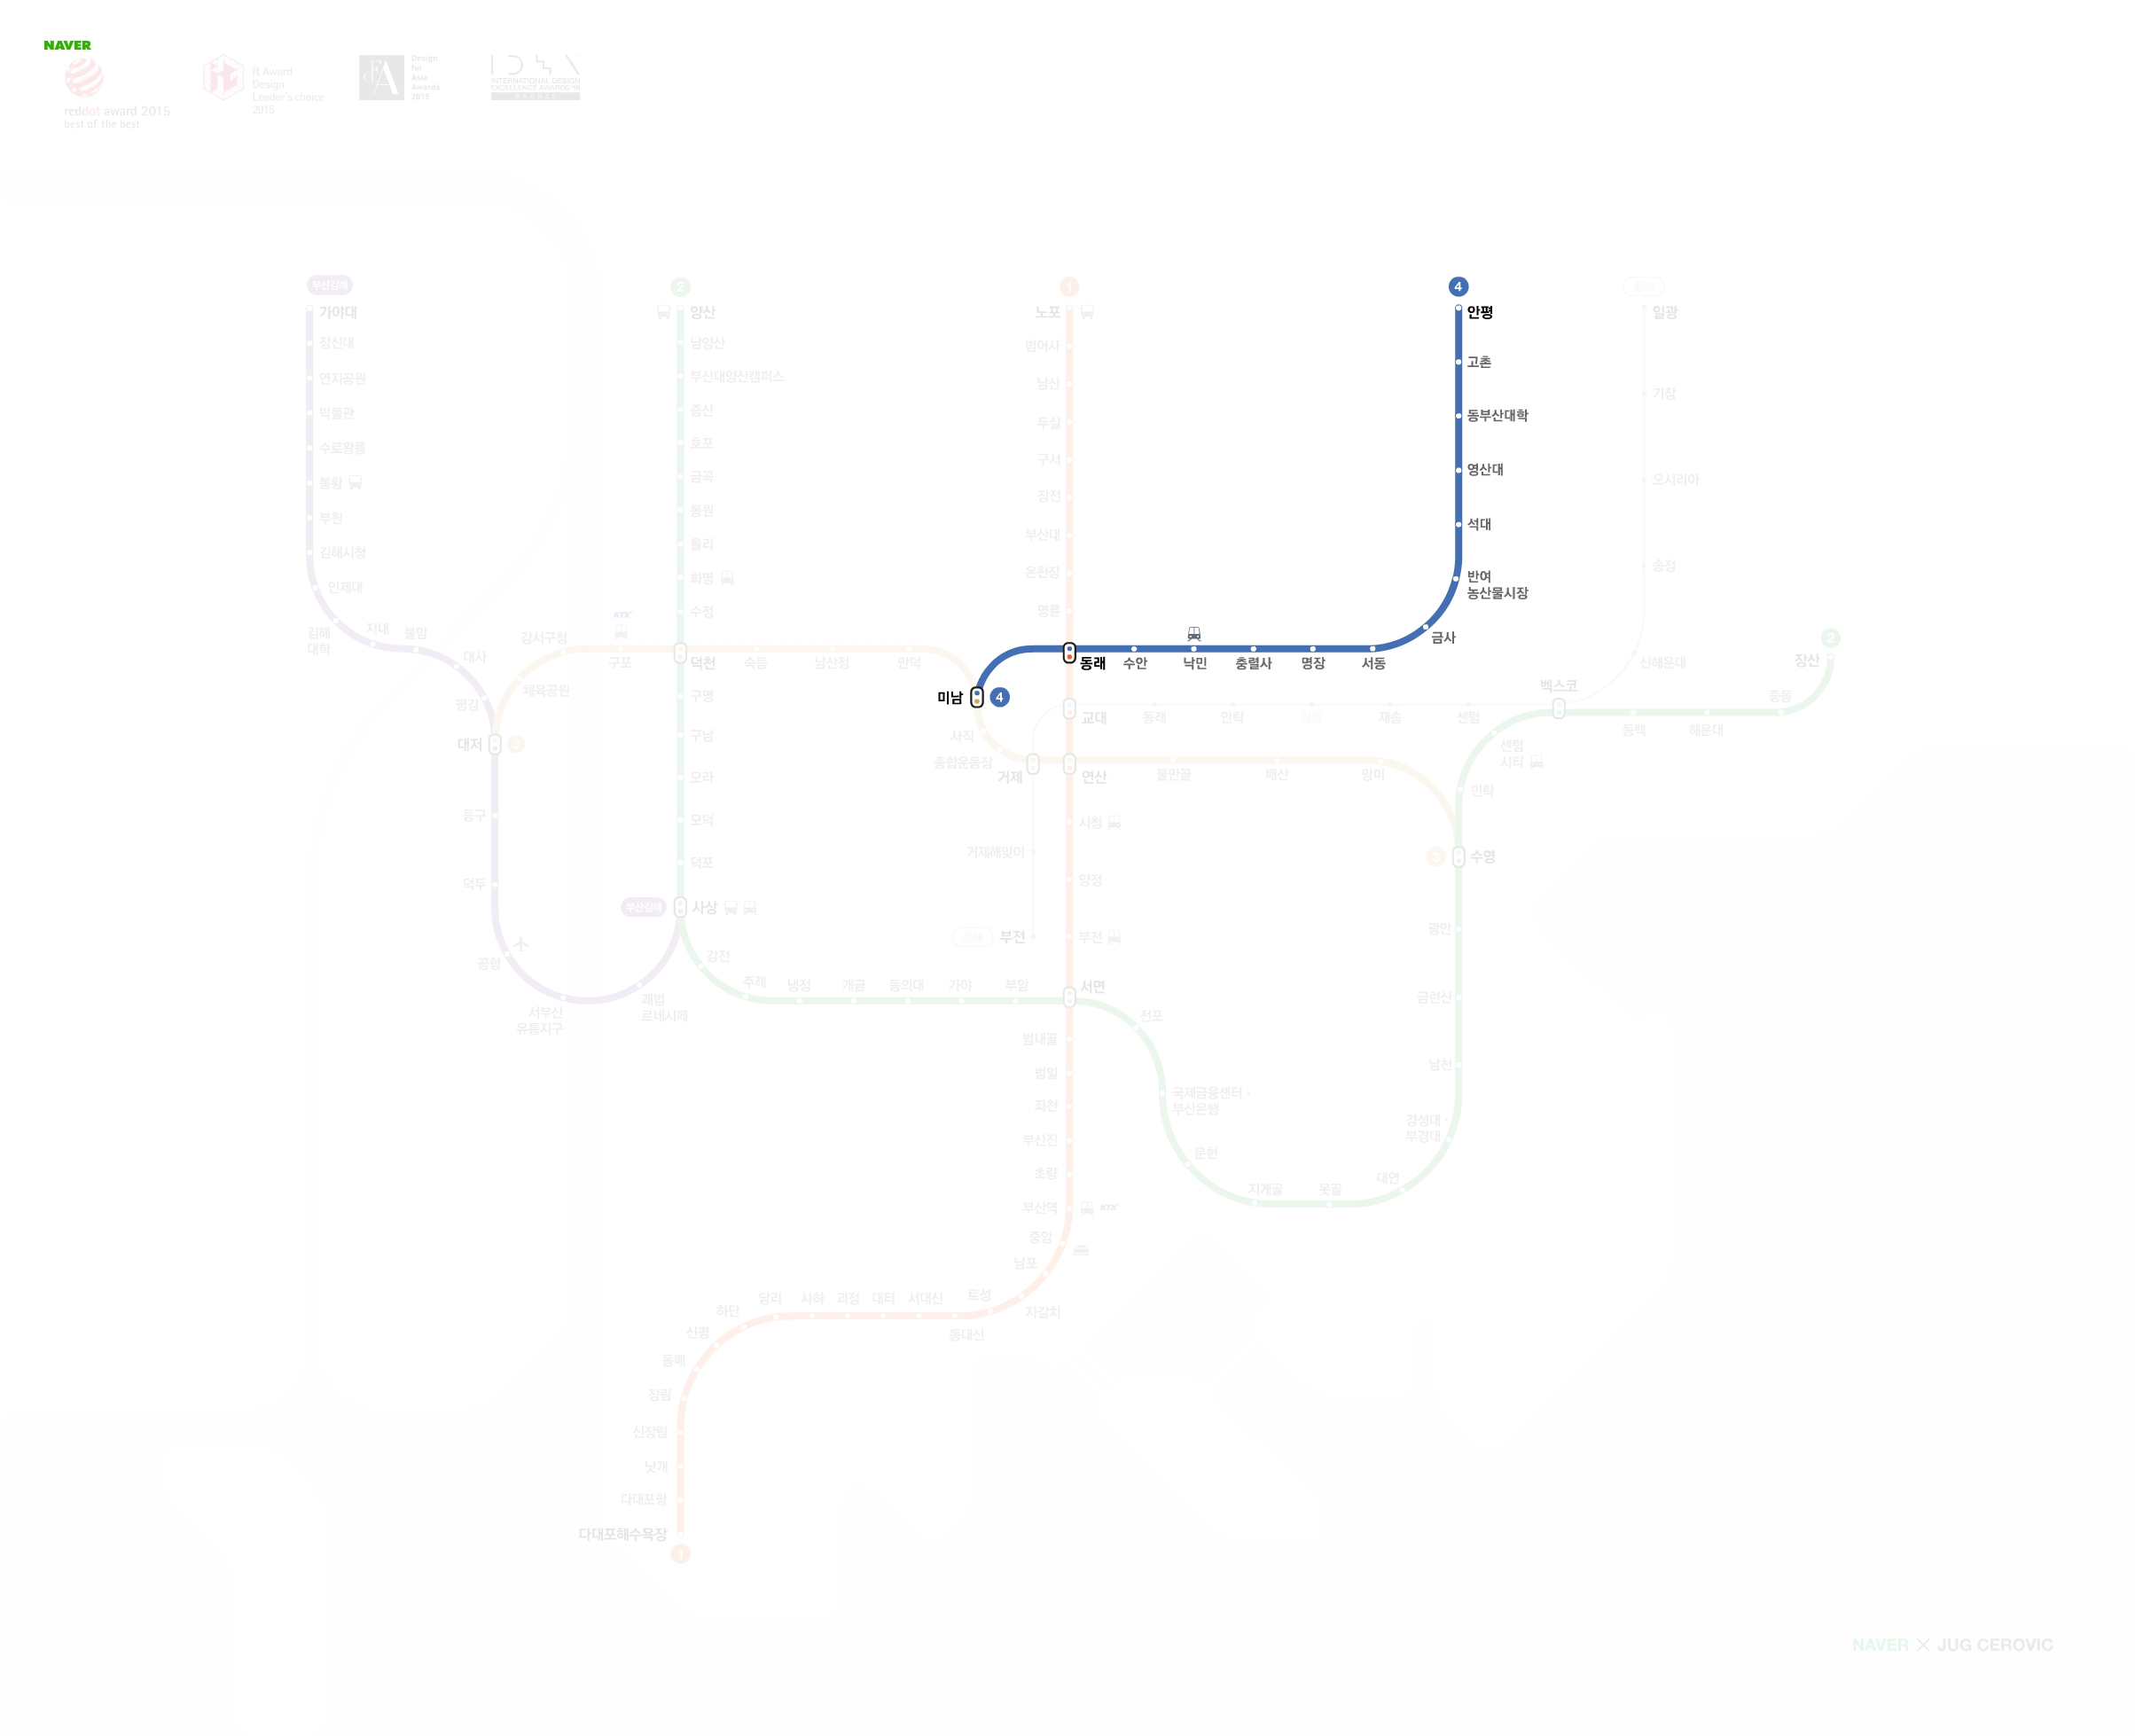 NAVER
reddot award 2015
best of the best
it Award
Design
Leader's choice
2015
Design
for
Asia
Awards
2015
INTERNATIONAL DESIGN
EXCELLENCE AWARDS '16
부산김해
가야대
장신대
연지공원
박물관
수로왕릉
봉황
부원
김해시청
인제대
김해
대학
지내
불암
대사
평강
대저
3
등구
덕두
공항
서부산
유통지구
괘법
르네시떼
부산김해
사상
2
양산
남양산
부산대양산캠퍼스
증산
호포
금곡
동원
율리
화명
수정
덕천
구명
구남
모라
모덕
덕포
강서구청
체육공원
KTX
구포
숙등
남산정
만덕
미남
4
사직
종합운동장
거제
연산
물만골
배산
망미
3
수영
1
노포
범어사
남산
두실
구서
장전
부산대
온천장
명륜
동래
수안
낙민
충렬사
명장
서동
금사
반여
농산물시장
석대
영산대
동부산대학
고촌
안평
4
동해
일광
기장
오시리아
송정
신해운대
벡스코
센텀
재송
안락
동래
교대
거제해맞이
동해
부전
시청
양정
부전
서면
2
장산
중동
해운대
동백
센텀
시티
민락
광안
금련산
남천
경성대·
부경대
대연
못골
지게골
문현
국제금융센터·
부산은행
전포
부암
가야
동의대
개금
냉정
주례
감전
범내골
범일
좌천
부산진
초량
부산역
KTX
중앙
남포
자갈치
토성
동대신
서대신
대티
괴정
사하
당리
하단
신평
동매
장림
신장림
낫개
다대포항
다대포해수욕장
1
NAVER × JUG CEROVIC